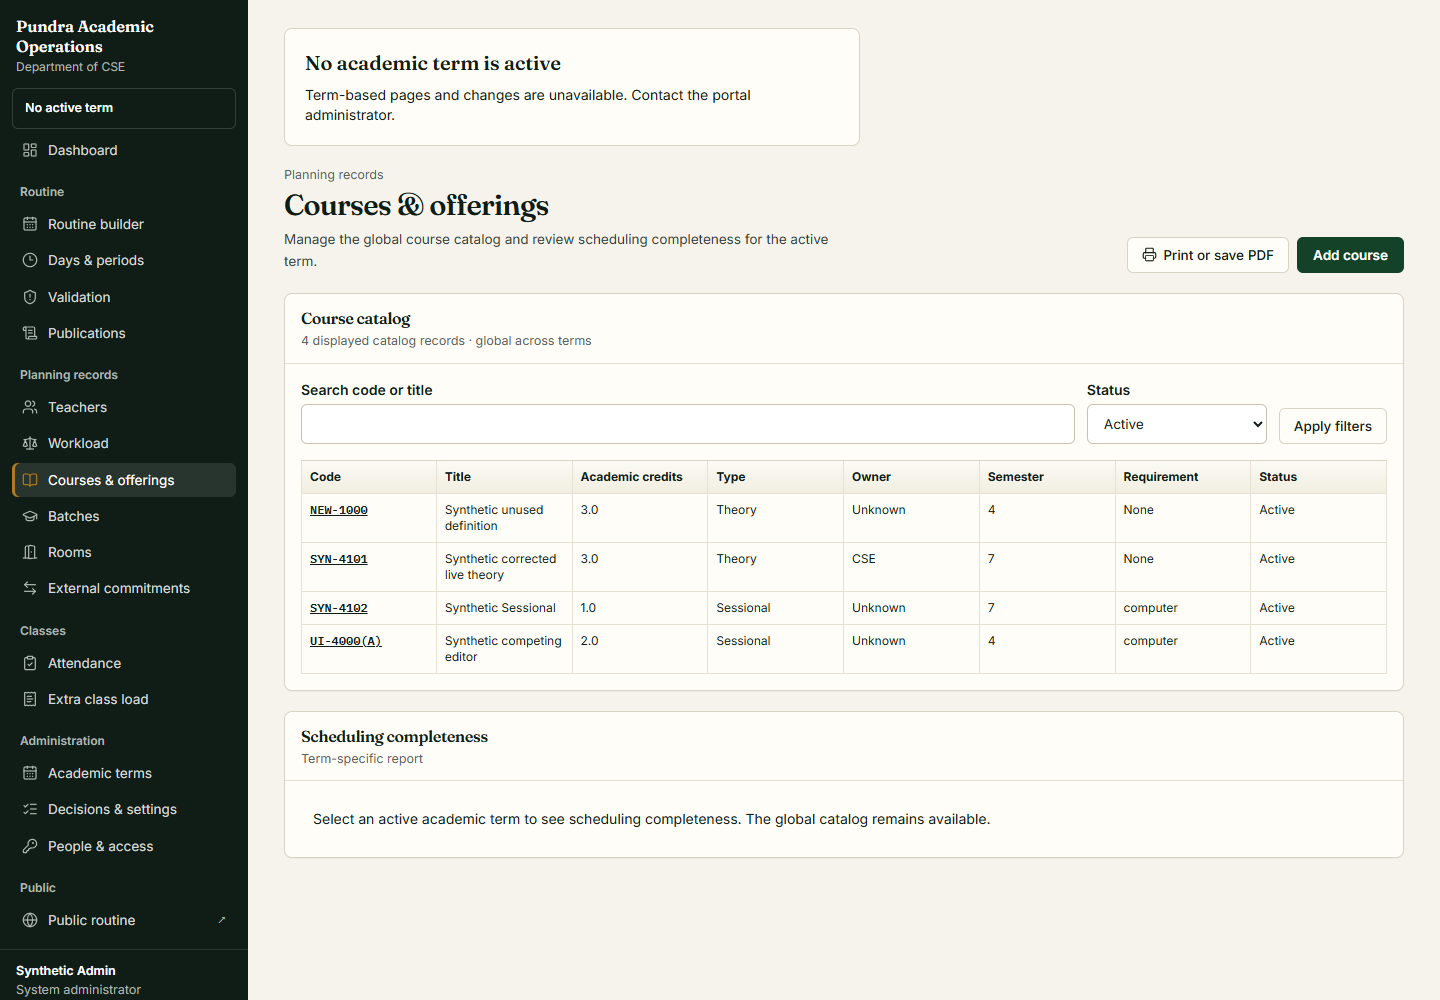 Pundra Academic
Operations
Department of CSE
No active term
Dashboard
Routine
Routine builder
Days & periods
Validation
Publications
Planning records
Teachers
Workload
Courses & offerings
Batches
Rooms
External commitments
Classes
Attendance
Extra class load
Administration
Academic terms
Decisions & settings
People & access
Public
Public routine
Synthetic Admin
System administrator
No academic term is active
Term-based pages and changes are unavailable. Contact the portal
administrator.
Planning records
Courses & offerings
Manage the global course catalog and review scheduling completeness for the active
term.
Print or save PDF
Add course
Course catalog
4 displayed catalog records · global across terms
Search code or title
Status
Active
Apply filters
Code Title Academic credits Type Owner Semester Requirement Status
NEW-1000 Synthetic unused definition 3.0 Theory Unknown 4 None Active
SYN-4101 Synthetic corrected live theory 3.0 Theory CSE 7 None Active
SYN-4102 Synthetic Sessional 1.0 Sessional Unknown 7 computer Active
UI-4000(A) Synthetic competing editor 2.0 Sessional Unknown 4 computer Active
Scheduling completeness
Term-specific report
Select an active academic term to see scheduling completeness. The global catalog remains available.